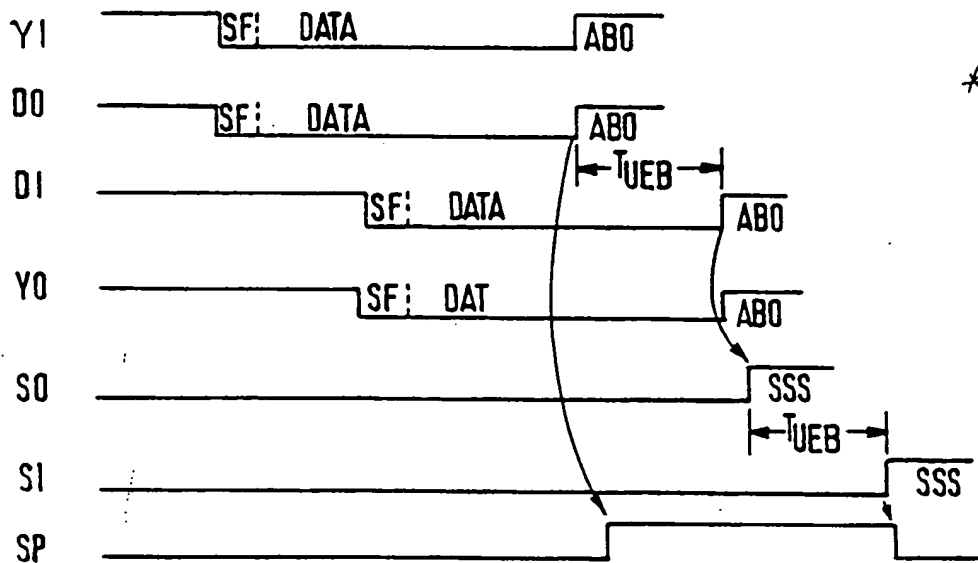 Y1 SF DATA ABO
D0 SF DATA ABO
TUEB
D1 SF DATA ABO
Y0 SF DAT ABO
S0 SSS
TUEB
S1 SSS
SP